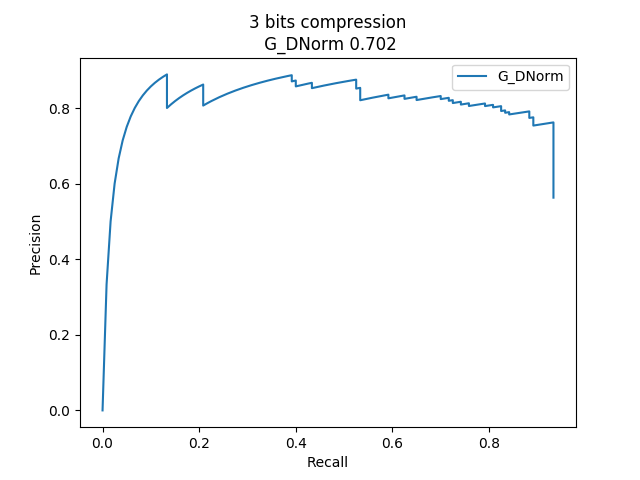 3 bits compression
G_DNorm 0.702
G_DNorm
Precision
0.8
0.6
0.4
0.2
0.0
0.0 0.2 0.4 0.6 0.8
Recall